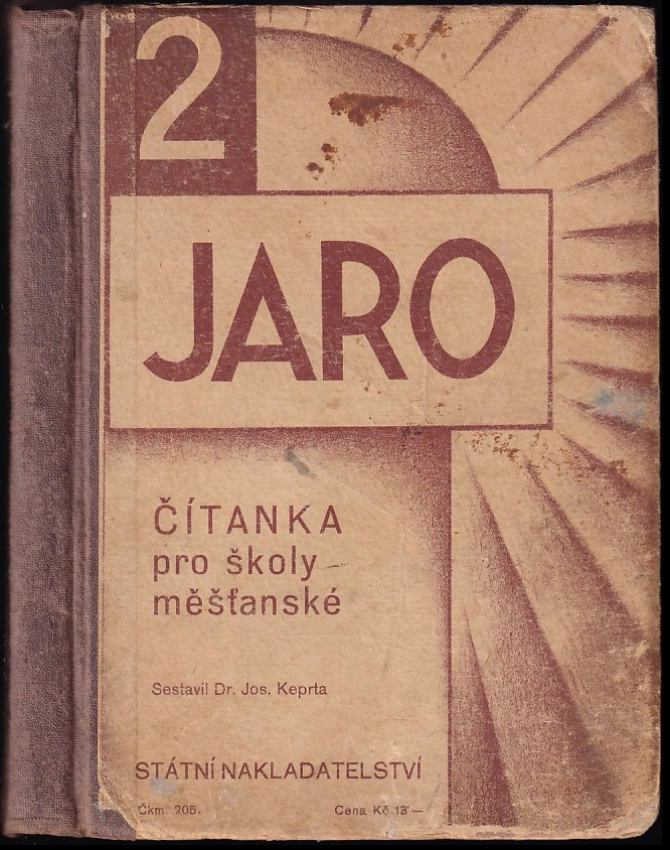 2
JARO
ČÍTANKA
pro školy
měšťanské
Sestavil Dr. Jos. Keprta
STÁTNÍ NAKLADATELSTVÍ
Čkm 205.
Cena Kč 13·—